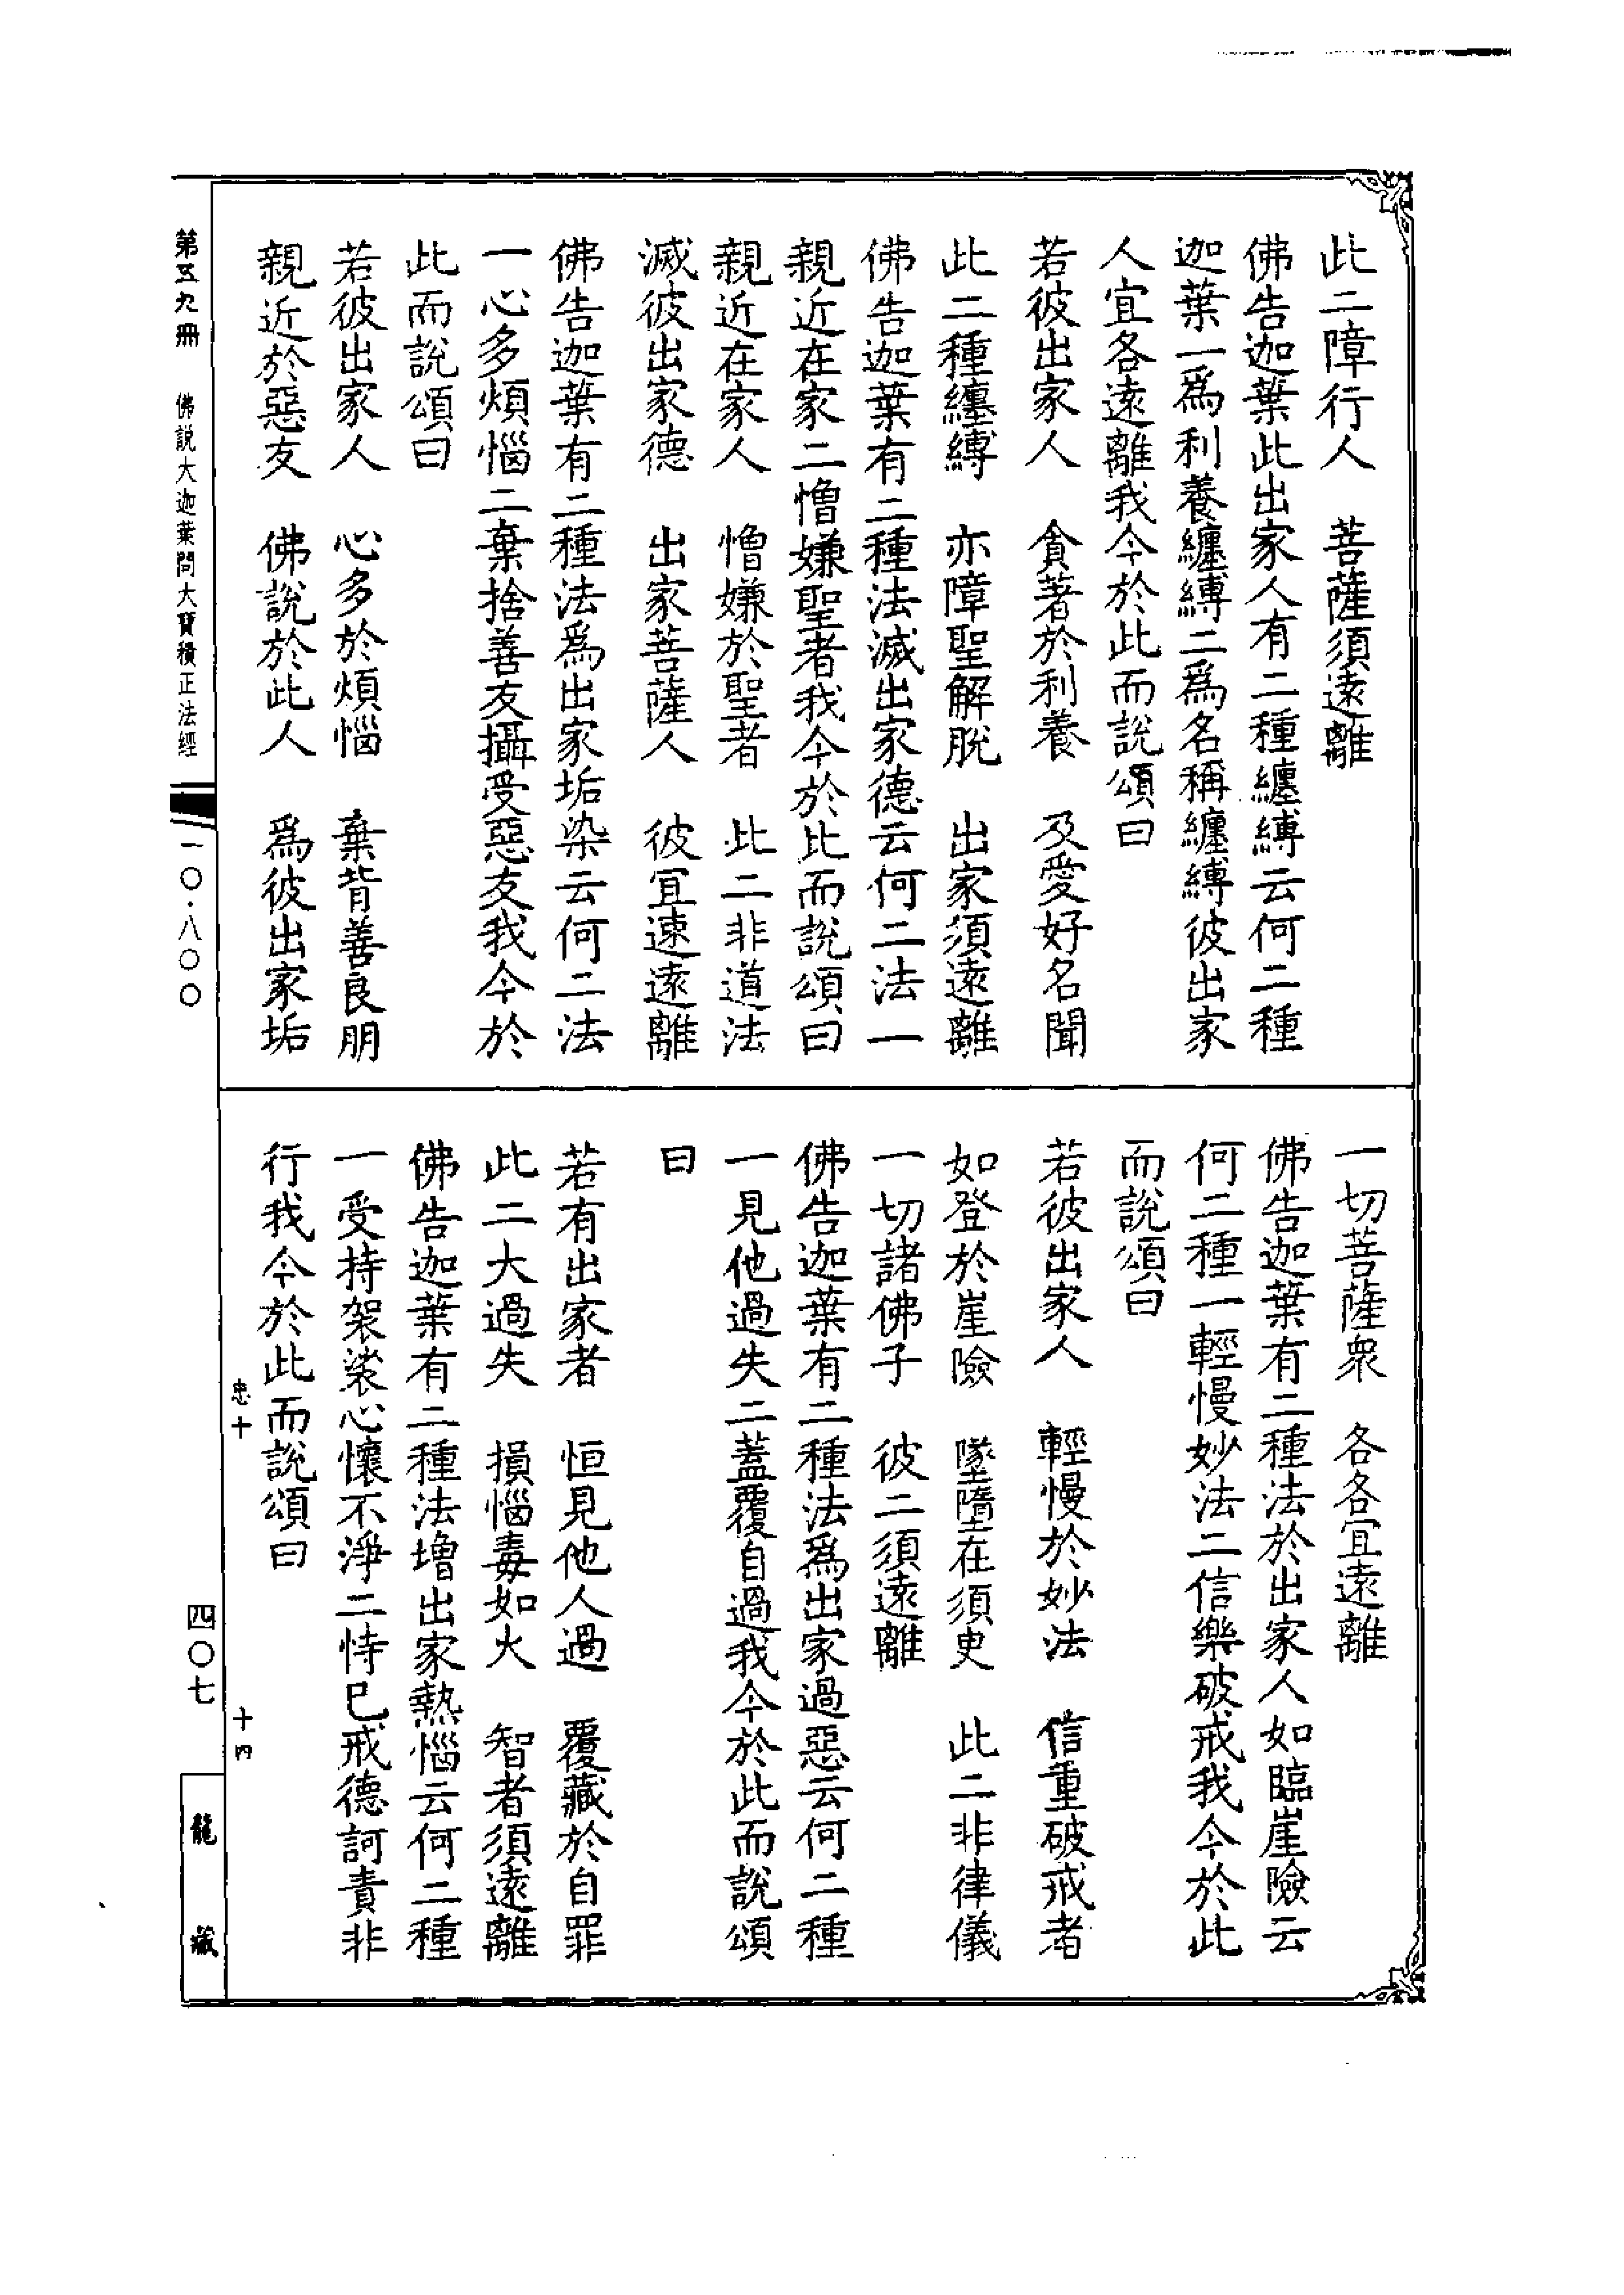 此二障行人　菩薩須遠離
佛告迦葉此出家人有二種纏縛云何二種
迦葉一爲利養纏縛二爲名稱纏縛彼出家
人宜各遠離我今於此而說頌曰
若彼出家人　貪著於利養　及愛好名聞
此二種纏縛　亦障聖解脫　出家須遠離
佛告迦葉有二種法滅出家德云何二法一
親近在家二憎嫌聖者我今於此而說頌曰
親近在家人　憎嫌於聖者　此二非道法
滅彼出家德　出家菩薩人　彼宜速遠離
佛告迦葉有二種法爲出家垢染云何二法
一心多煩惱二棄捨善友攝受惡友我今於
此而說頌曰
若彼出家人　心多於煩惱　棄背善良朋
親近於惡友　佛說於此人　爲彼出家垢
一切菩薩衆　各各宜遠離
佛告迦葉有二種法於出家人如臨崖險云
何二種一輕慢妙法二信樂破戒我今於此
而說頌曰
若彼出家人　輕慢於妙法　信重破戒者
如登於崖險　墜墮在須臾　此二非律儀
一切諸佛子　彼二須遠離
佛告迦葉有二種法爲出家過惡云何二種
一見他過失二蓋覆自過我今於此而說頌
曰
若有出家者　恒見他人過　覆藏於自罪
此二大過失　損惱毒如火　智者須遠離
佛告迦葉有二種法增出家熱惱云何二種
一受持袈裟心懷不淨二恃已戒德訶責非
行我今於此而說頌曰
忠十　十四
第五九冊　佛說大迦葉問大寶積正法經
一〇·八〇〇
四〇七
龍藏